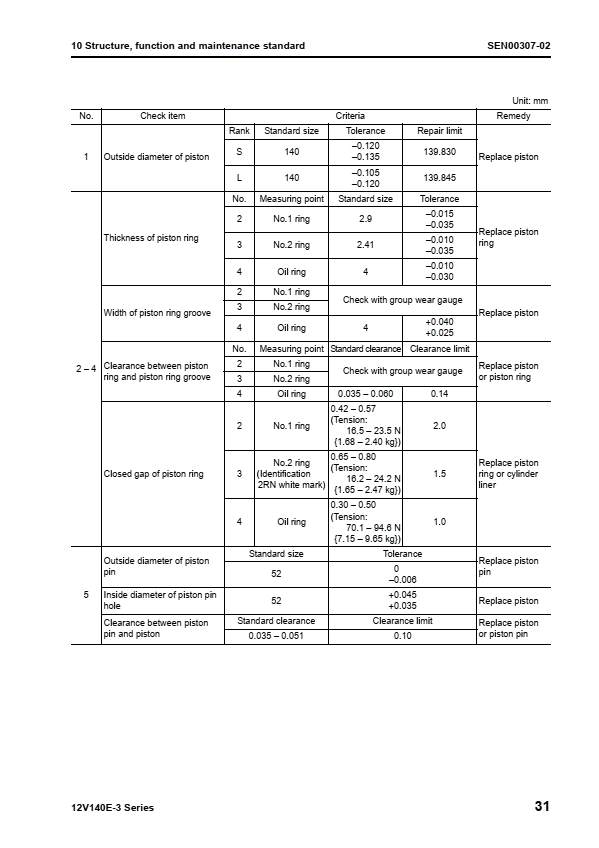 10 Structure, function and maintenance standard SEN00307-02
Unit: mm
No. Check item Criteria Remedy
1 Outside diameter of piston Rank Standard size Tolerance Repair limit Replace piston
S 140 –0.120 –0.135 139.830
L 140 –0.105 –0.120 139.845
2 – 4 Thickness of piston ring No. Measuring point Standard size Tolerance Replace piston ring
2 No.1 ring 2.9 –0.015 –0.035
3 No.2 ring 2.41 –0.010 –0.035
4 Oil ring 4 –0.010 –0.030
Width of piston ring groove 2 No.1 ring Check with group wear gauge Replace piston
3 No.2 ring
4 Oil ring 4 +0.040 +0.025
Clearance between piston ring and piston ring groove No. Measuring point Standard clearance Clearance limit Replace piston or piston ring
2 No.1 ring Check with group wear gauge
3 No.2 ring
4 Oil ring 0.035 – 0.060 0.14
Closed gap of piston ring 2 No.1 ring 0.42 – 0.57 (Tension: 16.5 – 23.5 N {1.68 – 2.40 kg}) 2.0 Replace piston ring or cylinder liner
3 No.2 ring (Identification 2RN white mark) 0.65 – 0.80 (Tension: 16.2 – 24.2 N {1.65 – 2.47 kg}) 1.5
4 Oil ring 0.30 – 0.50 (Tension: 70.1 – 94.6 N {7.15 – 9.65 kg}) 1.0
5 Outside diameter of piston pin Standard size Tolerance Replace piston pin
52 0 –0.006
Inside diameter of piston pin hole 52 +0.045 +0.035 Replace piston
Clearance between piston pin and piston Standard clearance Clearance limit Replace piston or piston pin
0.035 – 0.051 0.10
12V140E-3 Series 31